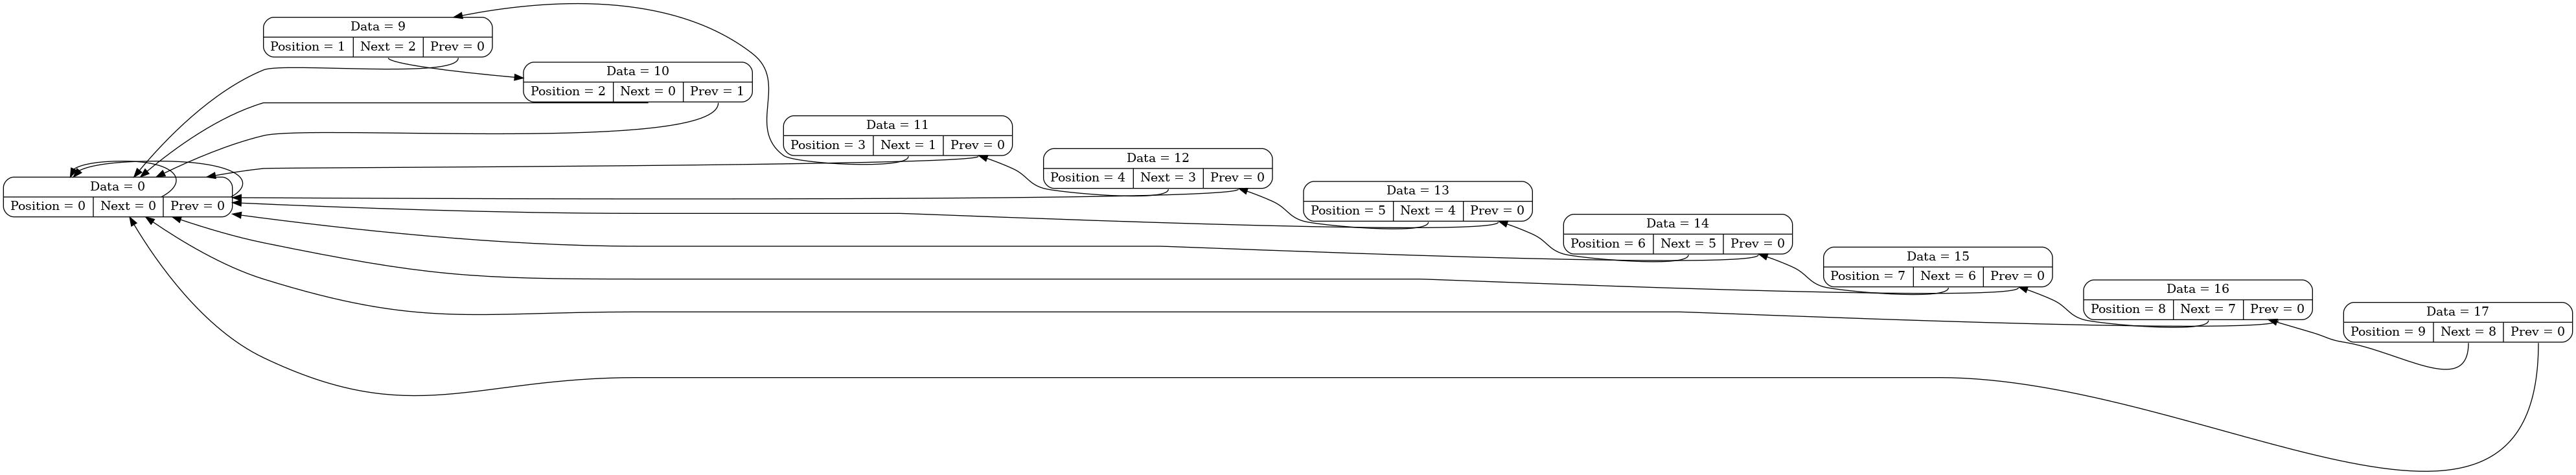 Data = 9
Position = 1 Next = 2 Prev = 0
Data = 10
Position = 2 Next = 0 Prev = 1
Data = 11
Position = 3 Next = 1 Prev = 0
Data = 12
Position = 4 Next = 3 Prev = 0
Data = 0
Position = 0 Next = 0 Prev = 0
Data = 13
Position = 5 Next = 4 Prev = 0
Data = 14
Position = 6 Next = 5 Prev = 0
Data = 15
Position = 7 Next = 6 Prev = 0
Data = 16
Position = 8 Next = 7 Prev = 0
Data = 17
Position = 9 Next = 8 Prev = 0